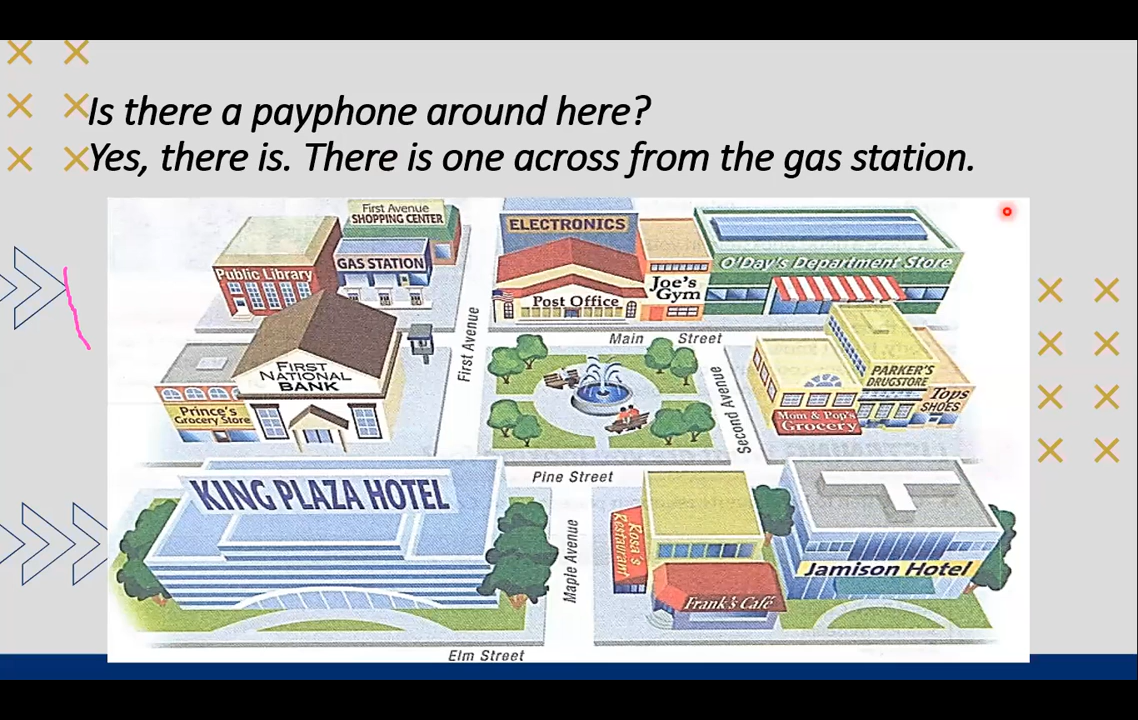 Is there a payphone around here?
Yes, there is. There is one across from the gas station.
First Avenue
SHOPPING CENTER
ELECTRONICS
Public Library
GAS STATION
Post Office
Joe's
Gym
O'Day's Department Store
Main Street
First Avenue
FIRST
NATIONAL
BANK
Prince's
Grocery Store
Second Avenue
PARKER'S
DRUGSTORE
Tops
SHOES
Mom & Pop's
Grocery
Pine Street
KING PLAZA HOTEL
Maple Avenue
Rosa's
Restaurant
Frank's Café
Jamison Hotel
Elm Street